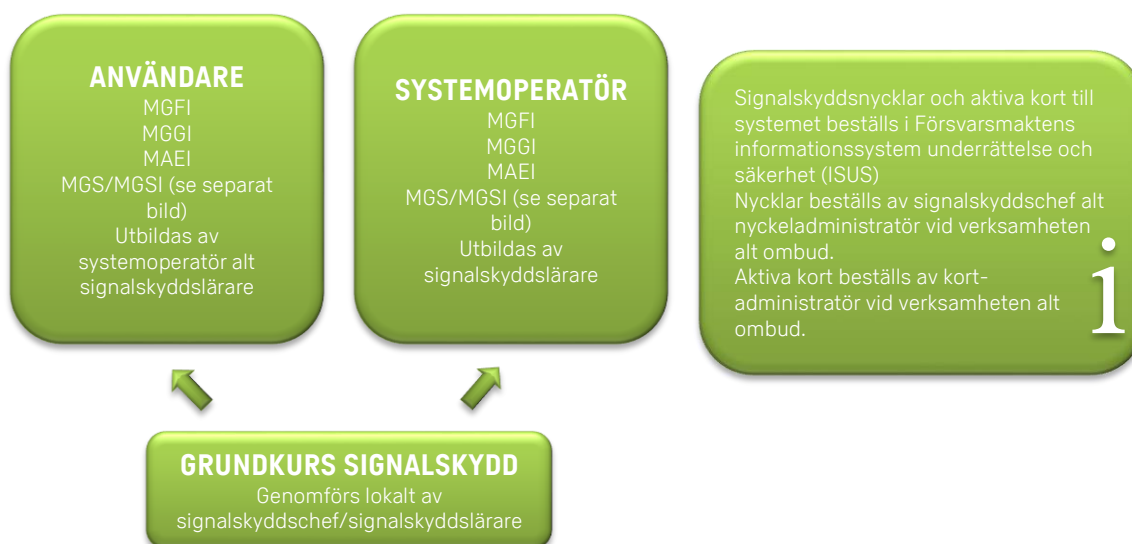 ANVÄNDARE
MGFI
MGGI
MAEI
MGS/MGSI (se separat
bild)
Utbildas av
systemoperatör alt
signalskyddslärare
SYSTEMOPERATÖR
MGFI
MGGI
MAEI
MGS/MGSI (se separat
bild)
Utbildas av
signalskyddslärare
Signalskyddsnycklar och aktiva kort till
systemet beställs i Försvarsmaktens
informationssystem underrättelse och
säkerhet (ISUS)
Nycklar beställs av signalskyddschef alt
nyckeladministratör vid verksamheten
alt ombud.
Aktiva kort beställs av kort-
administratör vid verksamheten alt
ombud.
i
GRUNDKURS SIGNALSKYDD
Genomförs lokalt av
signalskyddschef/signalskyddslärare